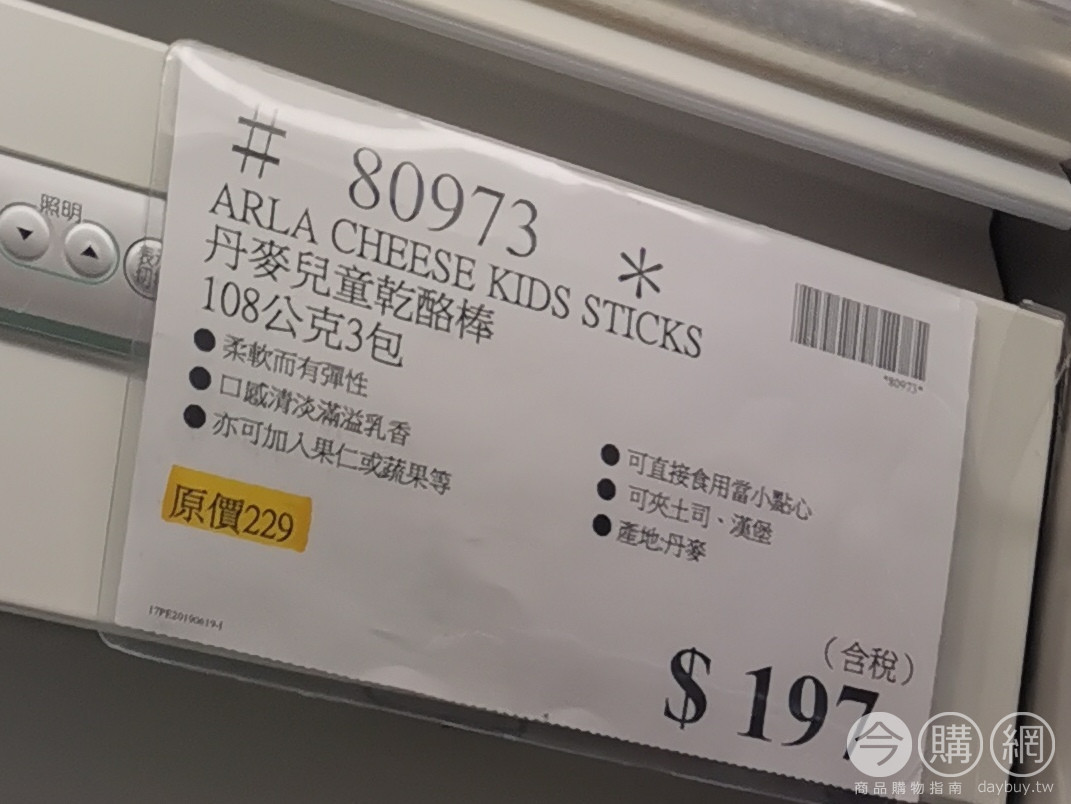 照明
# 80973 *
ARLA CHEESE KIDS STICKS
丹麥兒童乾酪棒
108公克3包
●柔軟而有彈性
●口感清淡滿溢乳香
●亦可加入果仁或蔬果等
●可直接食用當小點心
●可夾土司、漢堡
●產地:丹麥
*80973*
原價229
17PE20190619-1
(含稅)
$ 197
今購網
商品購物指南 daybuy.tw